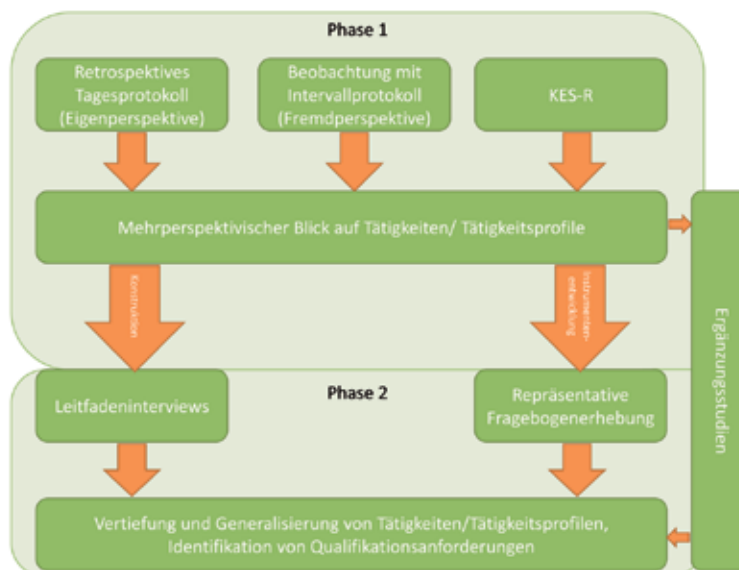 Phase 1
Retrospektives
Tagesprotokoll
(Eigenperspektive)
Beobachtung mit
Intervallprotokoll
(Fremdperspektive)
KES-R
Mehrperspektivischer Blick auf Tätigkeiten/ Tätigkeitsprofile
Konstruktion
Instrumenten-
entwicklung
Ergänzungsstudien
Phase 2
Leitfadeninterviews
Repräsentative
Fragebogenerhebung
Vertiefung und Generalisierung von Tätigkeiten/Tätigkeitsprofilen,
Identifikation von Qualifikationsanforderungen